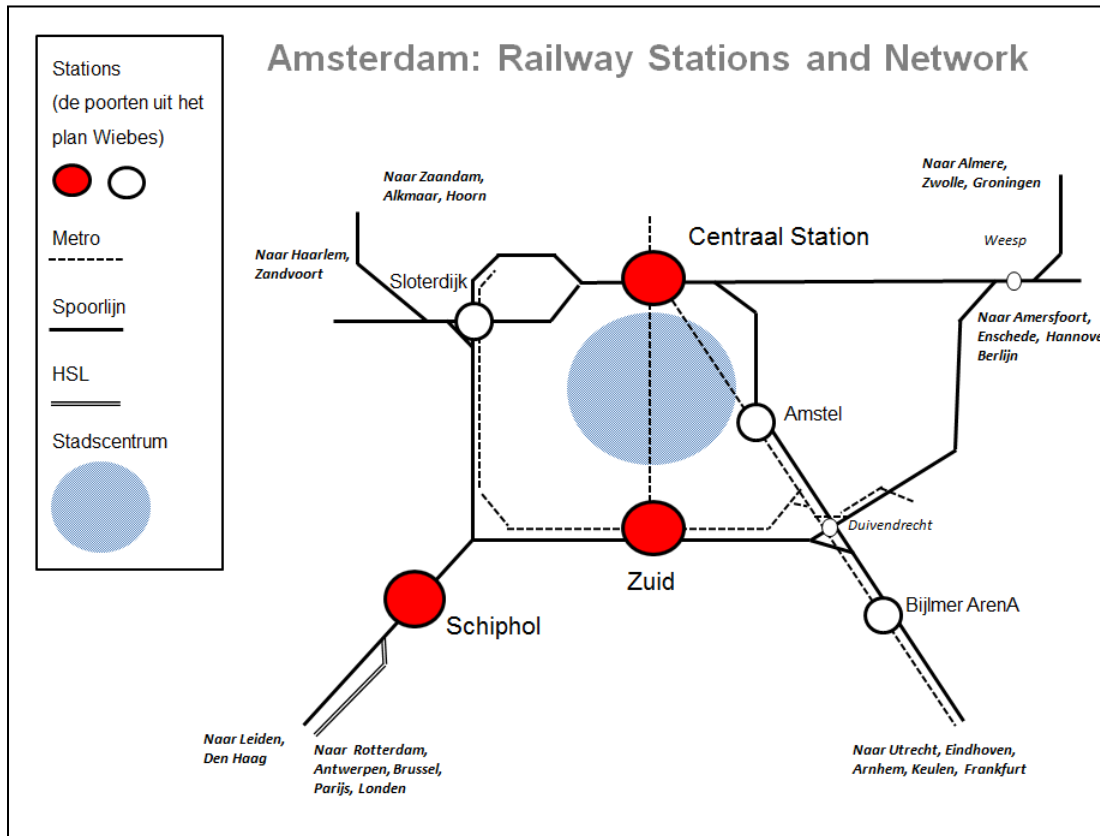 Amsterdam: Railway Stations and Network
Stations
(de poorten uit het
plan Wiebes)
Metro
Spoorlijn
HSL
Stadscentrum
Naar Zaandam,
Alkmaar, Hoorn
Naar Almere,
Zwolle, Groningen
Naar Haarlem,
Zandvoort
Centraal Station
Weesp
Sloterdijk
Naar Amersfoort,
Enschede, Hannove
Berlijn
Amstel
Duivendrecht
Zuid
Bijlmer ArenA
Schiphol
Naar Leiden,
Den Haag
Naar Rotterdam,
Antwerpen, Brussel,
Parijs, Londen
Naar Utrecht, Eindhoven,
Arnhem, Keulen, Frankfurt